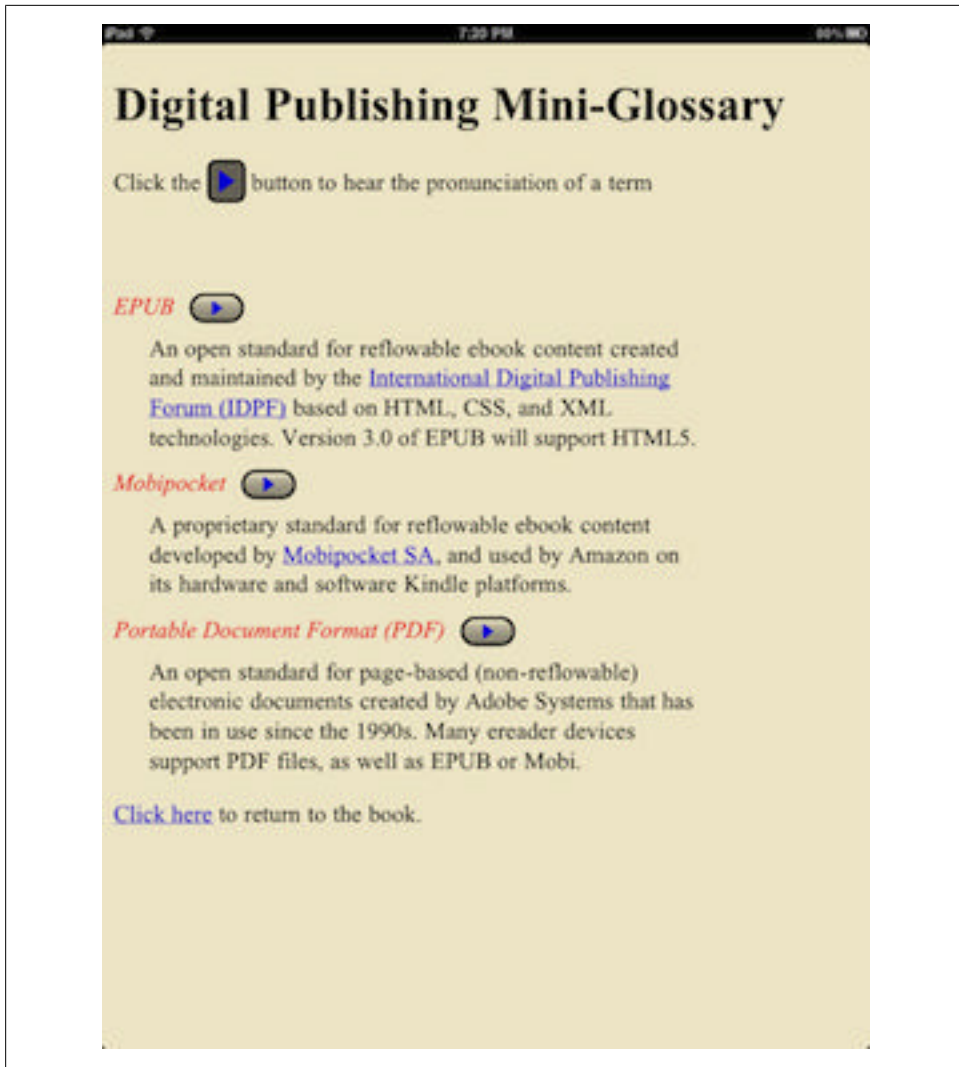 iPad 7:20 PM
Digital Publishing Mini-Glossary
Click the button to hear the pronunciation of a term
EPUB
An open standard for reflowable ebook content created
and maintained by the International Digital Publishing
Forum (IDPF) based on HTML, CSS, and XML
technologies. Version 3.0 of EPUB will support HTML5.
Mobipocket
A proprietary standard for reflowable ebook content
developed by Mobipocket SA, and used by Amazon on
its hardware and software Kindle platforms.
Portable Document Format (PDF)
An open standard for page-based (non-reflowable)
electronic documents created by Adobe Systems that has
been in use since the 1990s. Many ereader devices
support PDF files, as well as EPUB or Mobi.
Click here to return to the book.